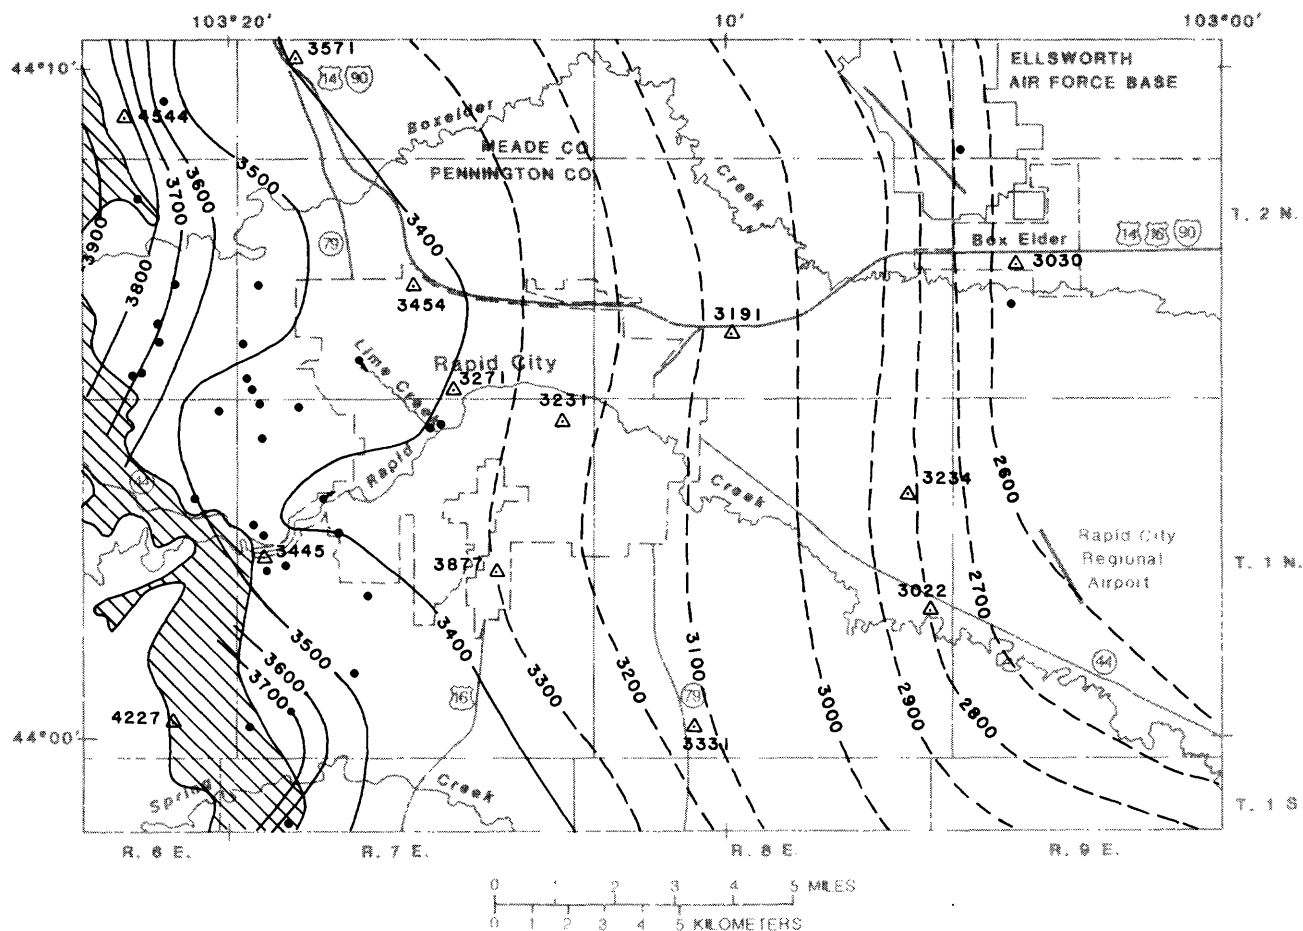 103°20' 10' 103°00'
44°10'
3571
14 90
ELLSWORTH
AIR FORCE BASE
4544
Boxelder
MEADE CO
PENNINGTON CO
Creek
3500
3600
3700
3800
3900
3400
79
T. 2 N.
14 16 90
Box Elder
3030
3454
3191
Lime Creek
Rapid City
3271
3231
Rapid
Creek
44
3234
2600
3445
3877
Rapid City
Regional
Airport
T. 1 N.
3022
2700
3400
3500
3600
3700
3300
3200
3100
3000
2900
2800
44
16
79
4227
3331
44°00'
Spring
Creek
T. 1 S
R. 6 E. R. 7 E. R. 8 E. R. 9 E.
0 1 2 3 4 5 MILES
0 1 2 3 4 5 KILOMETERS